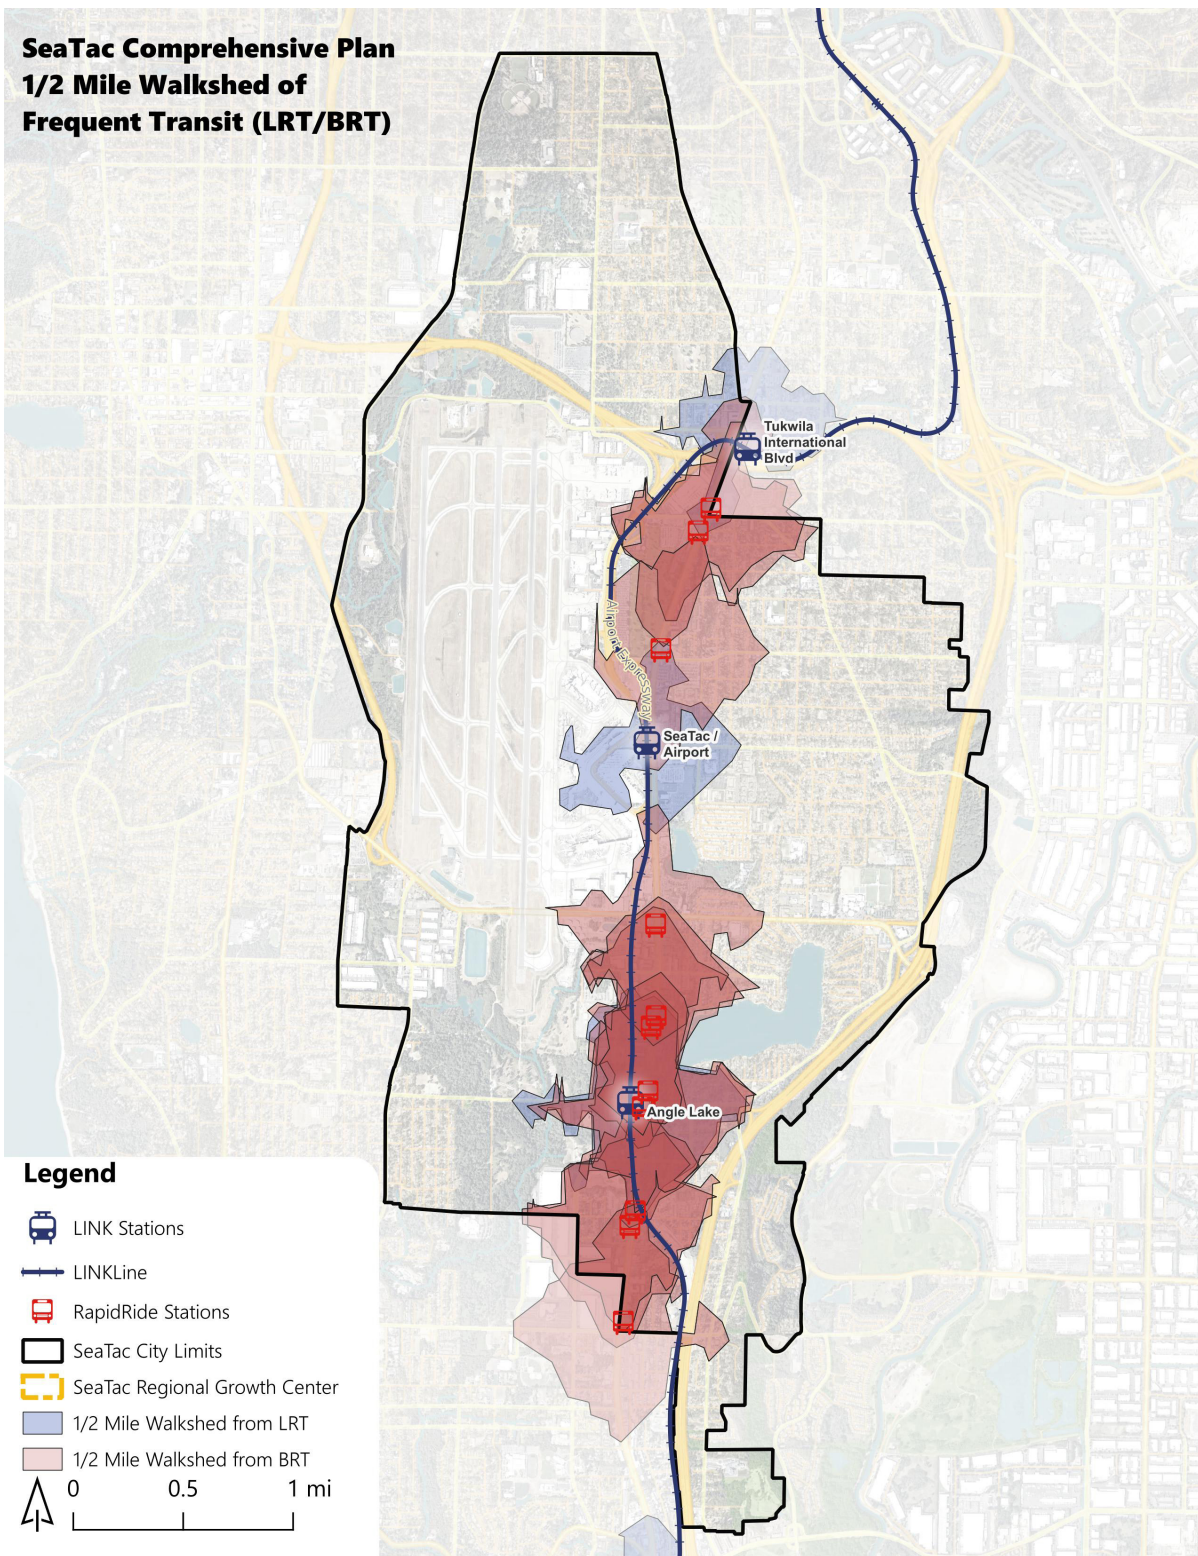 SeaTac Comprehensive Plan
1/2 Mile Walkshed of
Frequent Transit (LRT/BRT)
Tukwila
International
Blvd
Airport Expressway
SeaTac /
Airport
Angle Lake
Legend
LINK Stations
LINKLine
RapidRide Stations
SeaTac City Limits
SeaTac Regional Growth Center
1/2 Mile Walkshed from LRT
1/2 Mile Walkshed from BRT
0 0.5 1 mi